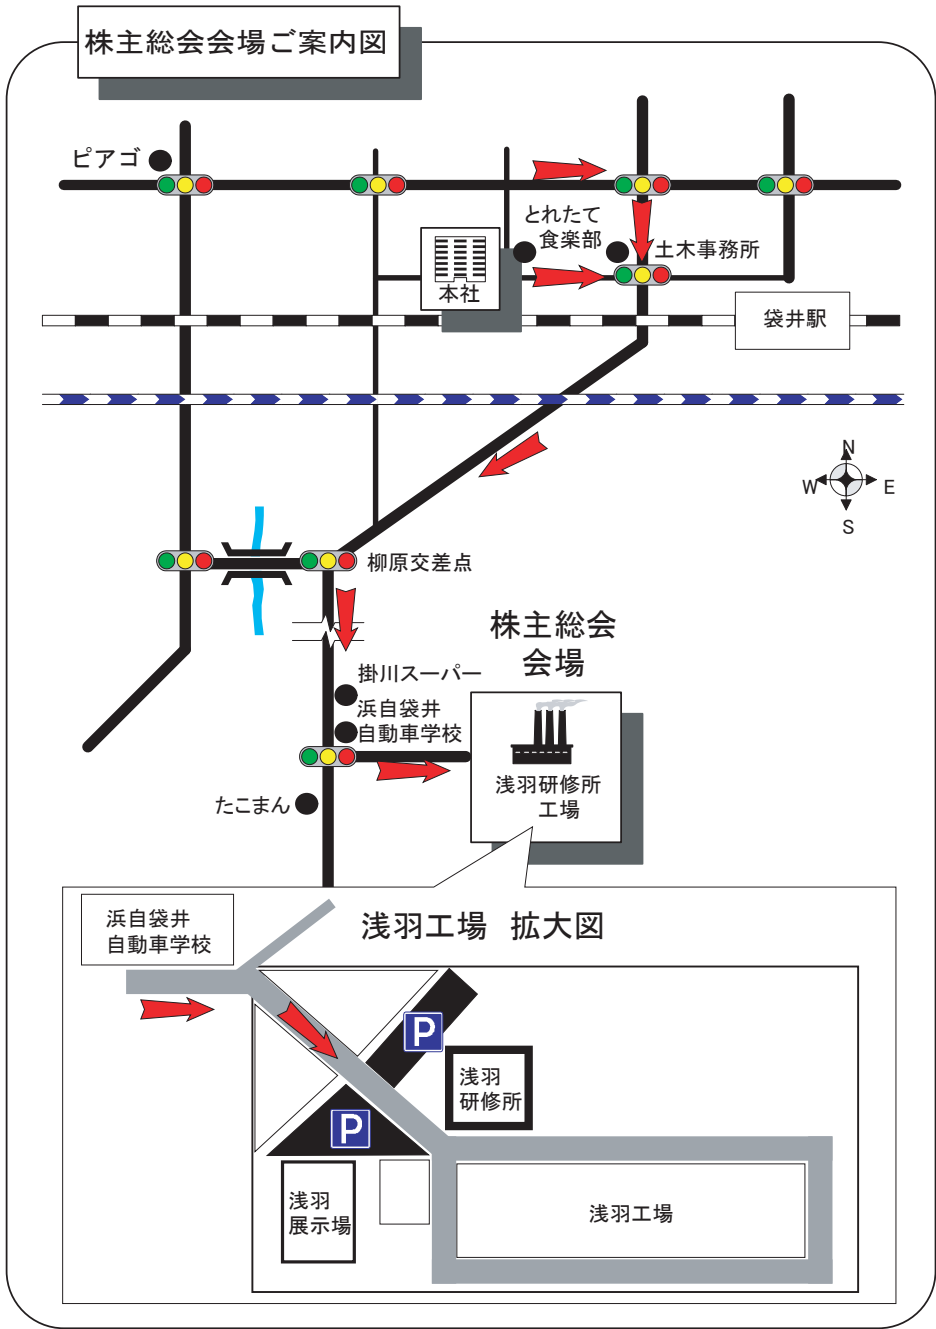 株主総会会場ご案内図
ピアゴ
とれたて
食楽部
土木事務所
本社
袋井駅
N
W
E
S
柳原交差点
株主総会
会場
掛川スーパー
浜自袋井
自動車学校
浅羽研修所
工場
たこまん
浜自袋井
自動車学校
浅羽工場 拡大図
P
浅羽
研修所
P
浅羽
展示場
浅羽工場